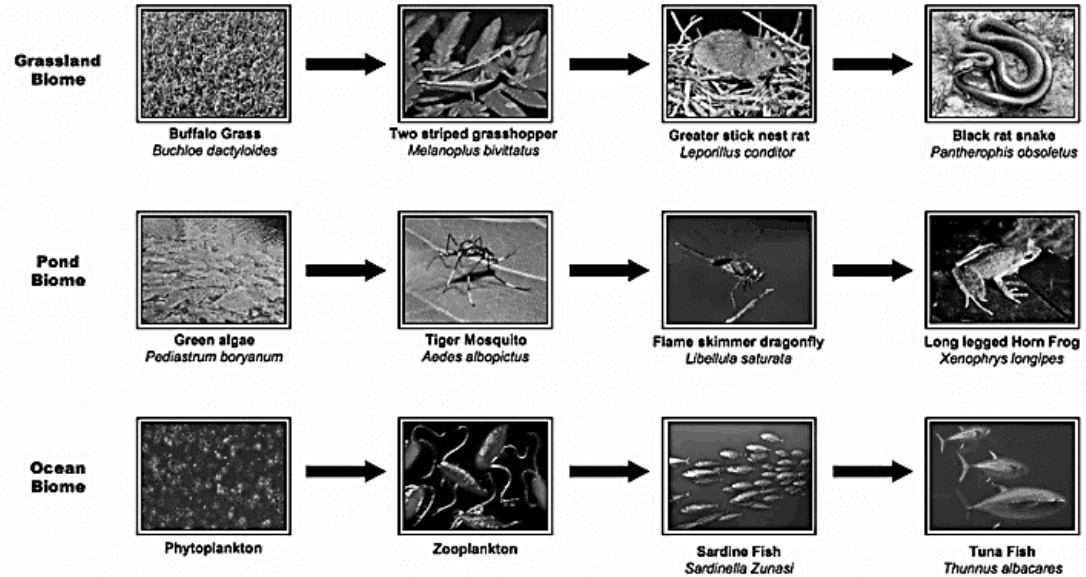 Grassland
Biome
Buffalo Grass
Buchloe dactyloides
Two striped grasshopper
Melanoplus bivittatus
Greater stick nest rat
Leporillus conditor
Black rat snake
Pantherophis obsoletus
Pond
Biome
Green algae
Pediastrum boryanum
Tiger Mosquito
Aedes albopictus
Flame skimmer dragonfly
Libellula saturata
Long legged Horn Frog
Xenophrys longipes
Ocean
Biome
Phytoplankton
Zooplankton
Sardine Fish
Sardinella Zunasi
Tuna Fish
Thunnus albacares